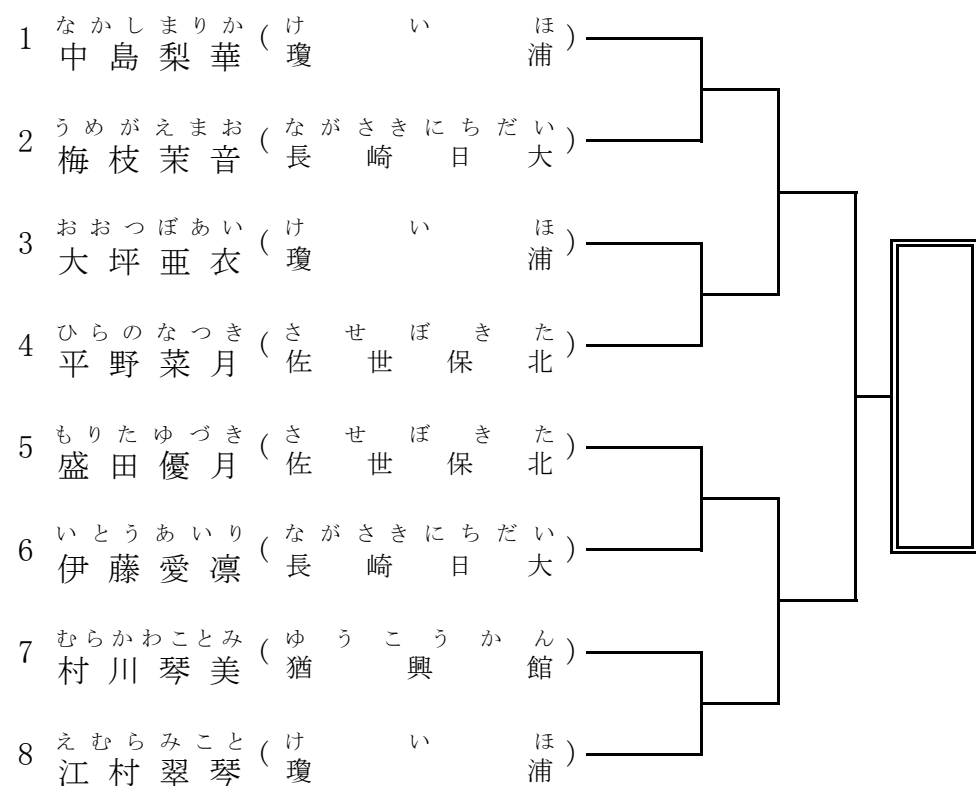 なかしまりか けいほ
1 中島梨華 (瓊浦)
うめがえまお ながさきにちだい
2 梅枝茉音 (長崎日大)
おおつぼあい けいほ
3 大坪亜衣 (瓊浦)
ひらのなつき させぼきた
4 平野菜月 (佐世保北)
もりたゆづき させぼきた
5 盛田優月 (佐世保北)
いとうあいり ながさきにちだい
6 伊藤愛凛 (長崎日大)
むらかわことみ ゆうこうかん
7 村川琴美 (猶興館)
えむらみこと けいほ
8 江村翠琴 (瓊浦)